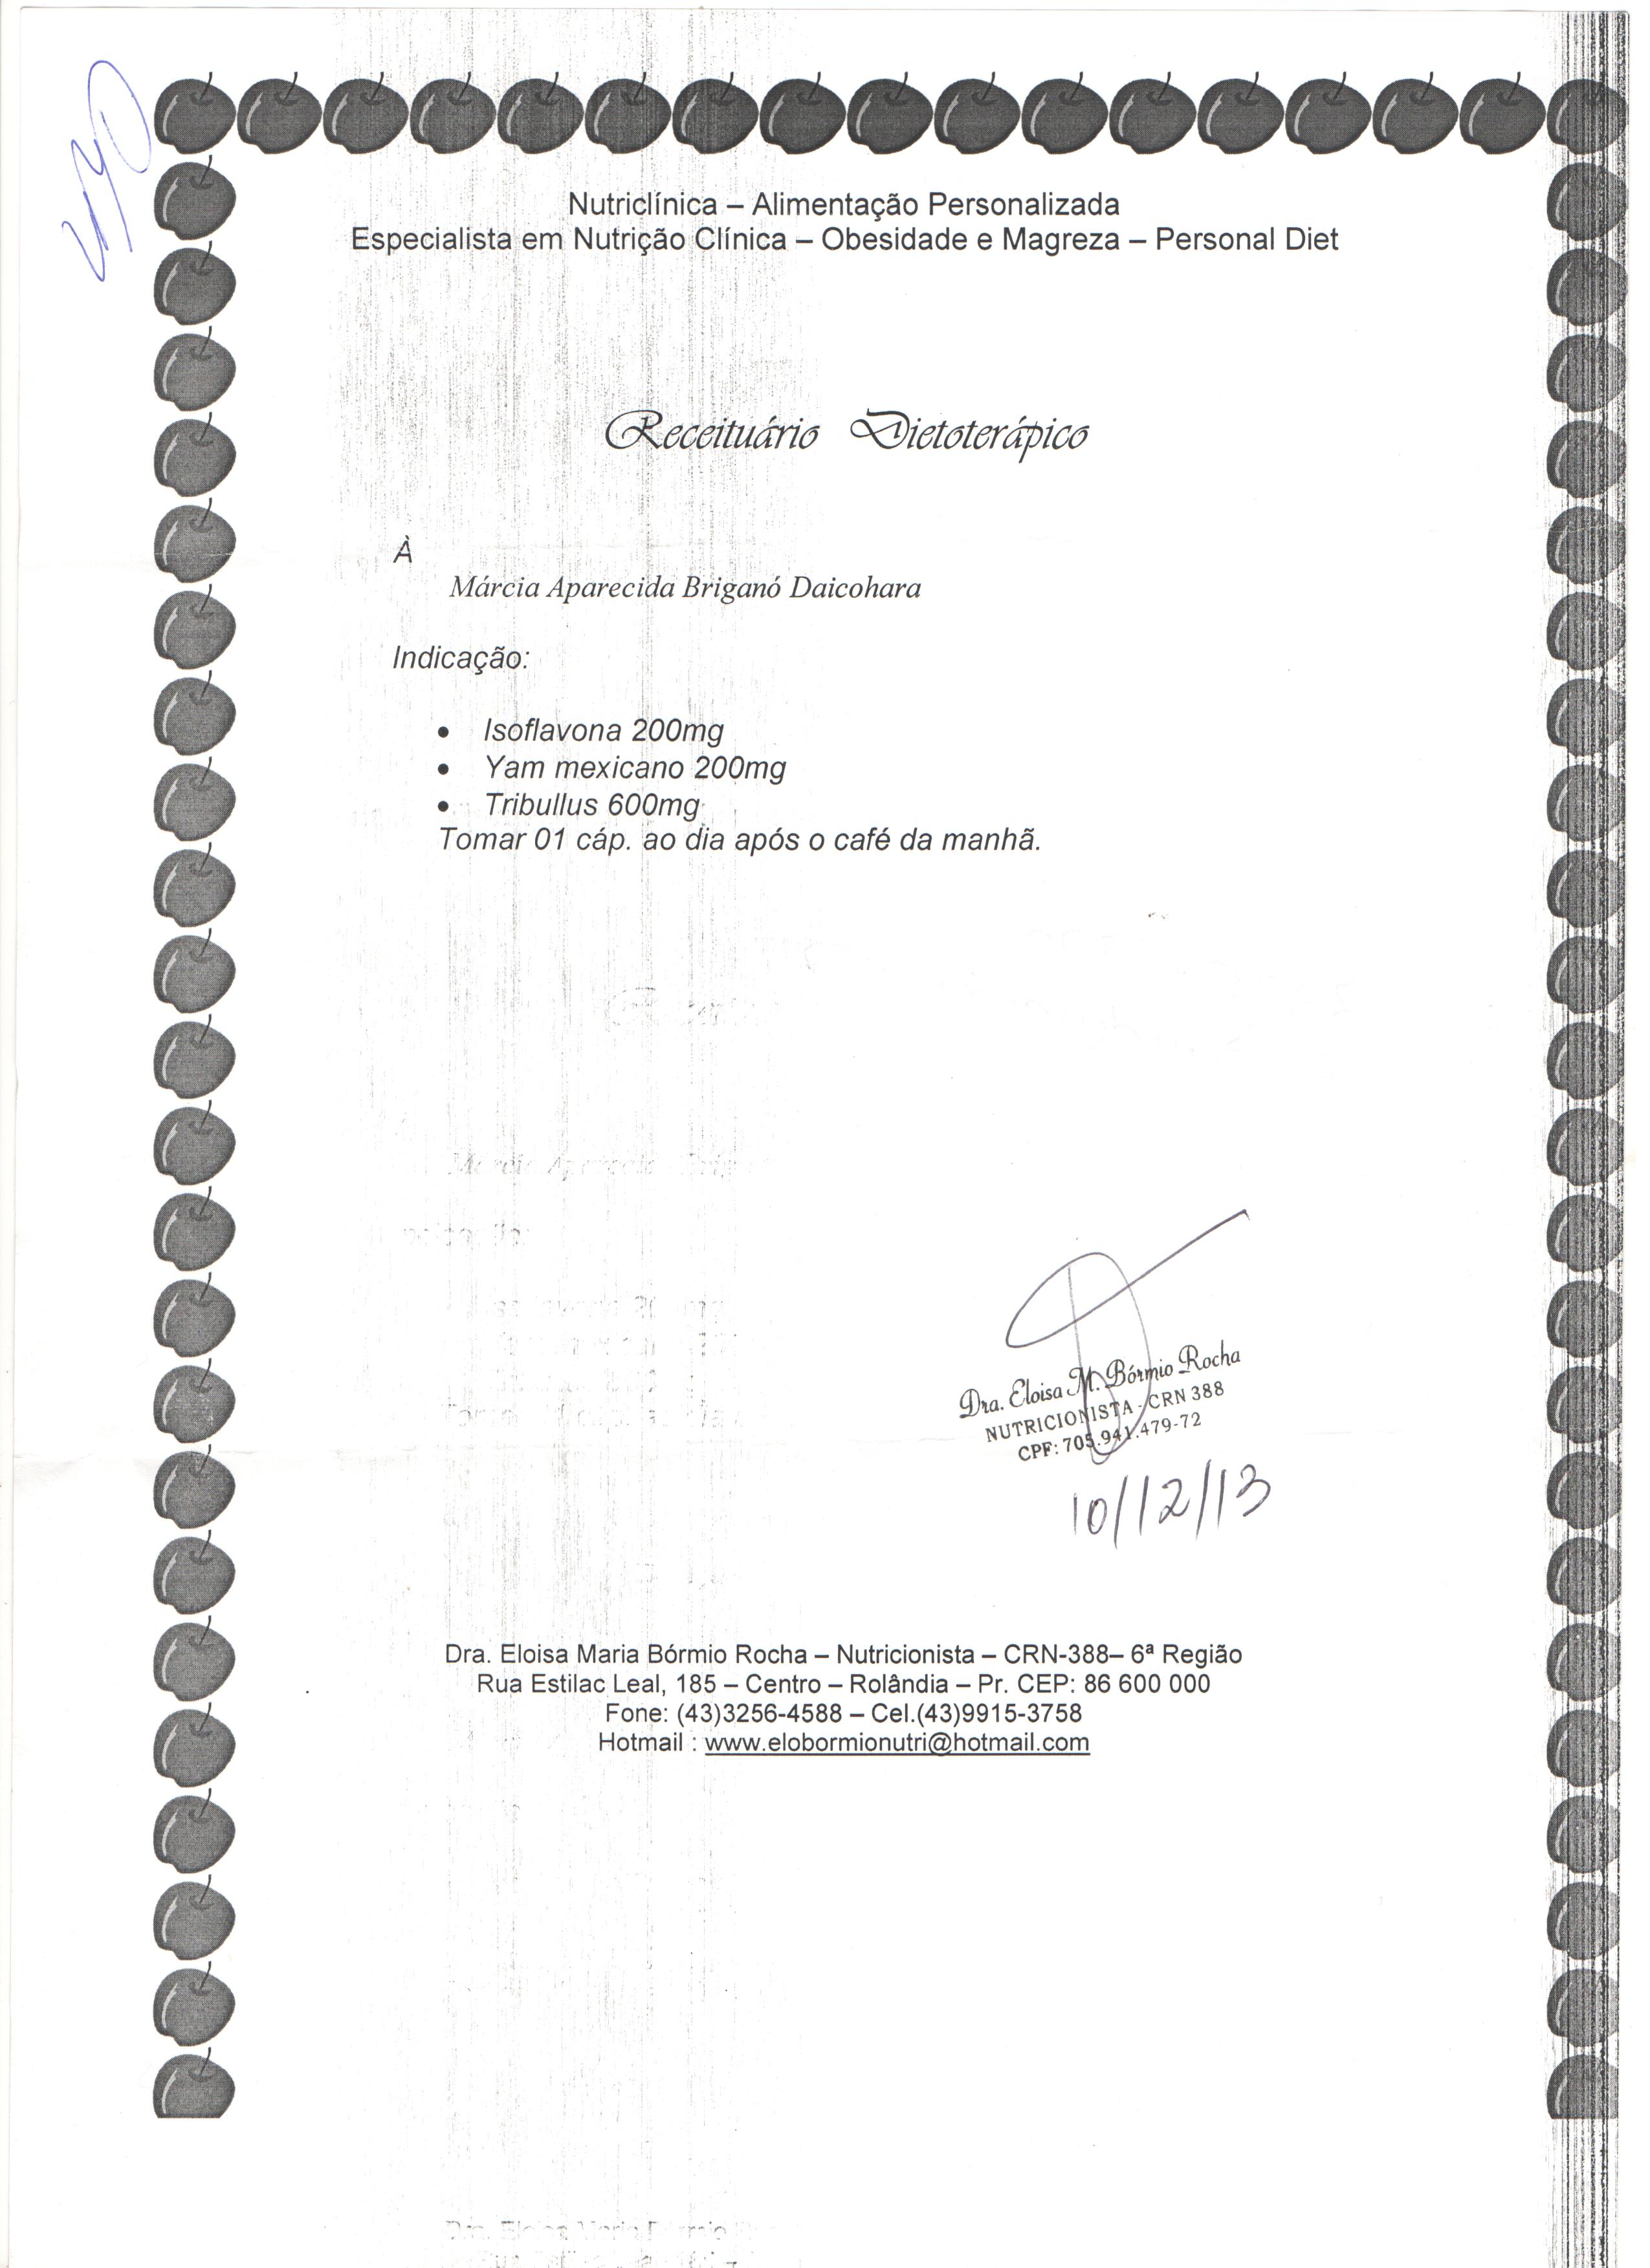 Nutriclínica – Alimentação Personalizada
Especialista em Nutrição Clínica – Obesidade e Magreza – Personal Diet
Receituário Dietoterápico
À
Márcia Aparecida Briganó Daicohara
Indicação:
• Isoflavona 200mg
• Yam mexicano 200mg
• Tribullus 600mg
Tomar 01 cáp. ao dia após o café da manhã.
Dra. Eloisa M. Bórmio Rocha
NUTRICIONISTA - CRN 388
CPF: 705.941.479-72
10/12/13
Dra. Eloisa Maria Bórmio Rocha – Nutricionista – CRN-388– 6ª Região
Rua Estilac Leal, 185 – Centro – Rolândia – Pr. CEP: 86 600 000
Fone: (43)3256-4588 – Cel.(43)9915-3758
Hotmail : www.elobormionutri@hotmail.com